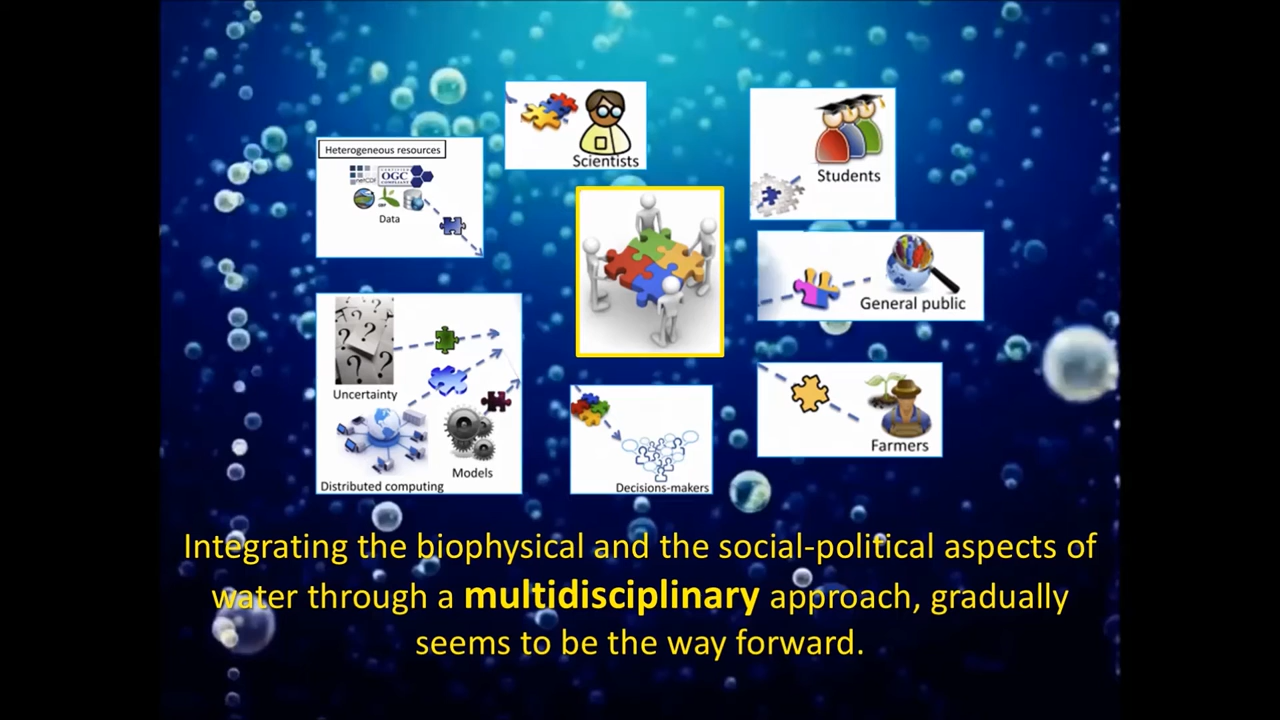 Scientists
Students
Heterogeneous resources
netCDF
OGC
Data
General public
Uncertainty
Models
Distributed computing
Decisions-makers
Farmers
Integrating the biophysical and the social-political aspects of
water through a multidisciplinary approach, gradually
seems to be the way forward.